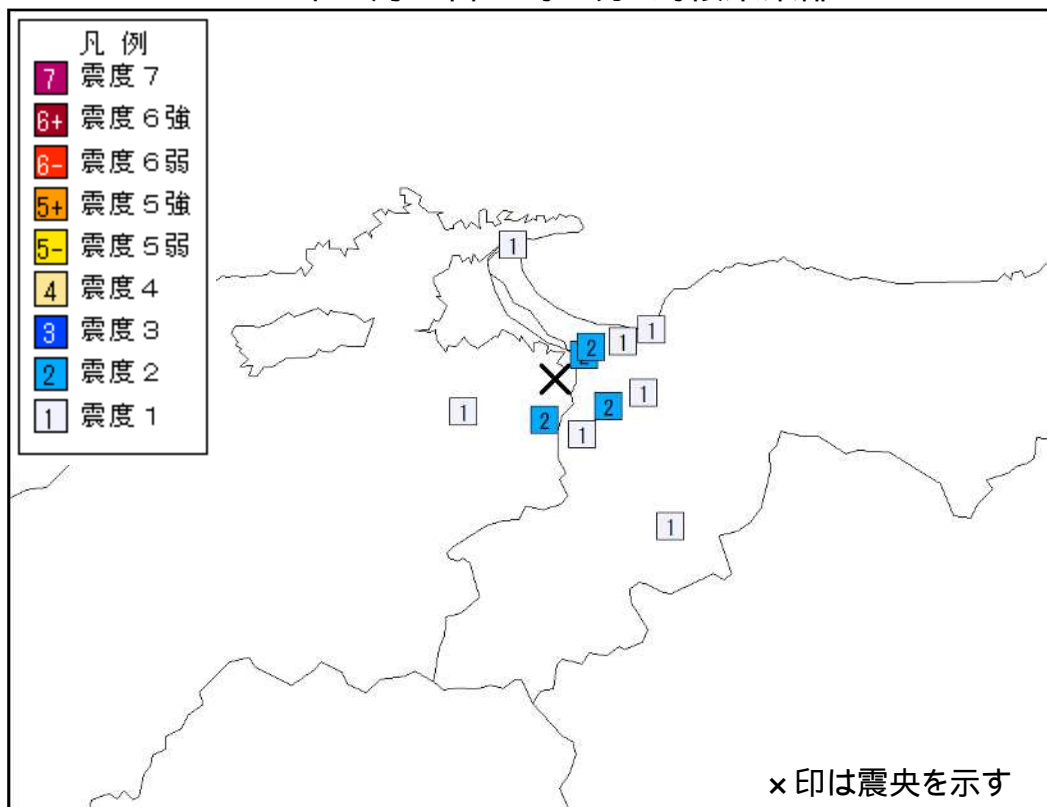 凡 例
7 震度７
6+ 震度６強
6- 震度６弱
5+ 震度５強
5- 震度５弱
4 震度４
3 震度３
2 震度２
1 震度１
1
1
1
2
2
1
2
1
2
1
1
×印は震央を示す